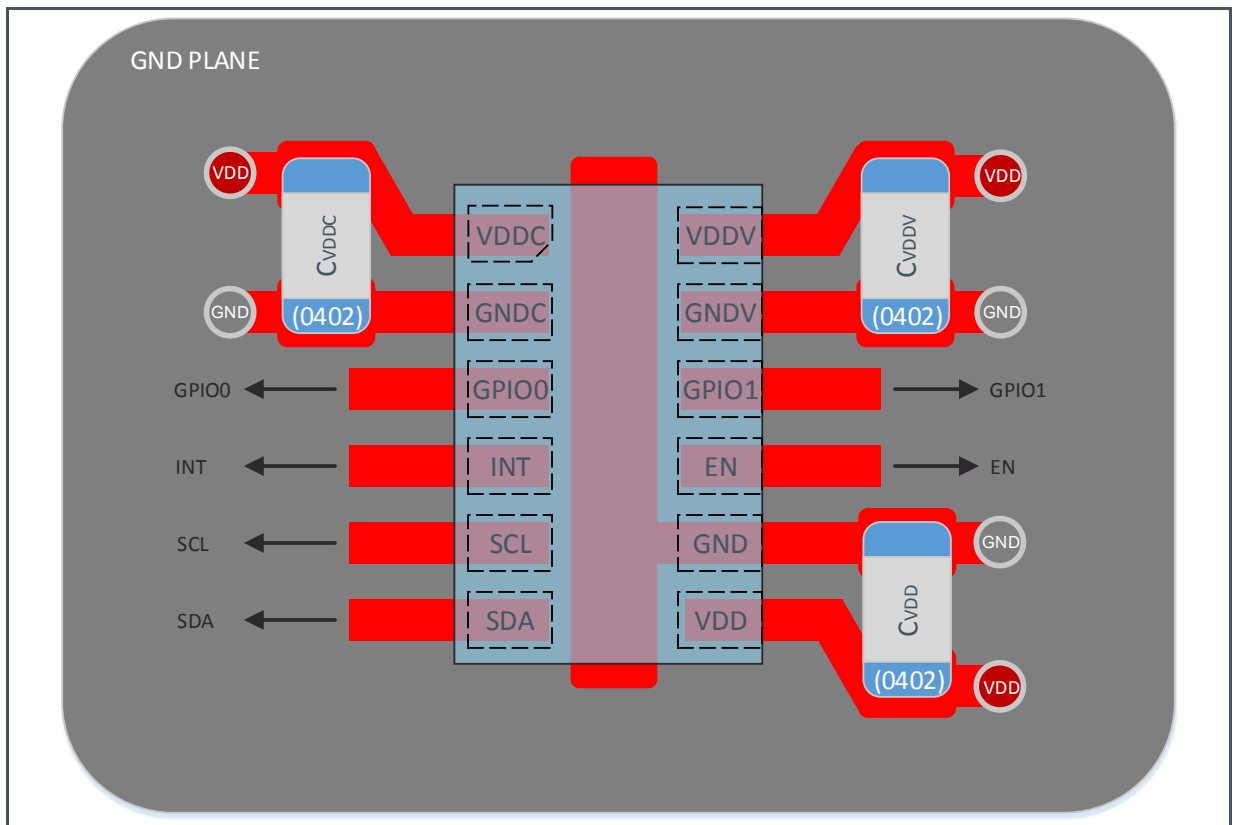 GND PLANE
VDD
VDD
CVDDC
CVDDV
VDDC
VDDV
GND
(0402)
GNDC
GNDV
(0402)
GND
GPIO0
GPIO0
GPIO1
GPIO1
INT
INT
EN
EN
SCL
SCL
GND
GND
CVDD
SDA
SDA
VDD
(0402)
VDD